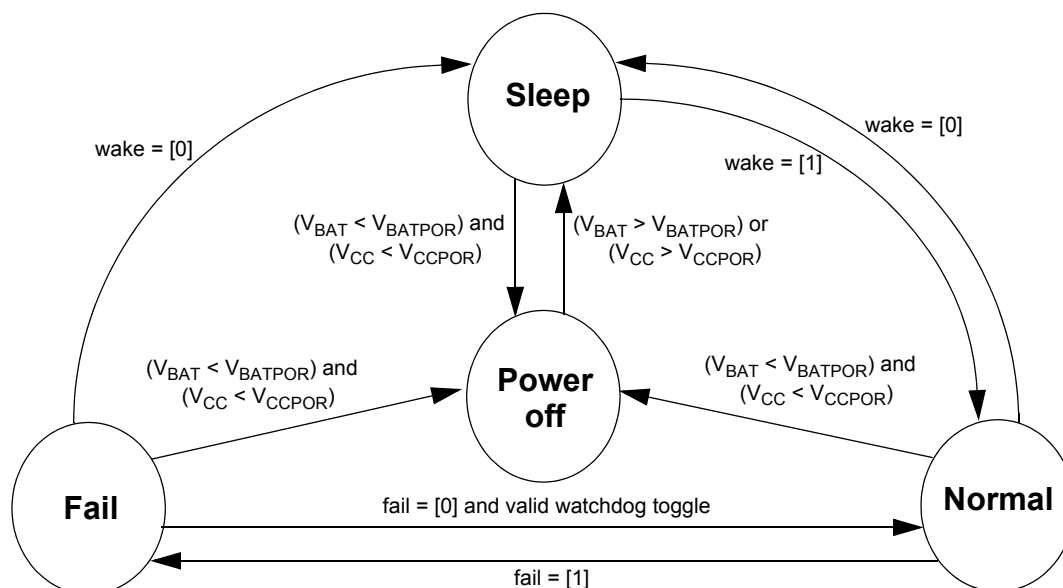 Sleep
wake = [0]
wake = [0]
wake = [1]
(VBAT < VBATPOR) and
(VCC < VCCPOR)
(VBAT > VBATPOR) or
(VCC > VCCPOR)
(VBAT < VBATPOR) and
(VCC < VCCPOR)
Power
off
(VBAT < VBATPOR) and
(VCC < VCCPOR)
Fail
fail = [0] and valid watchdog toggle
Normal
fail = [1]